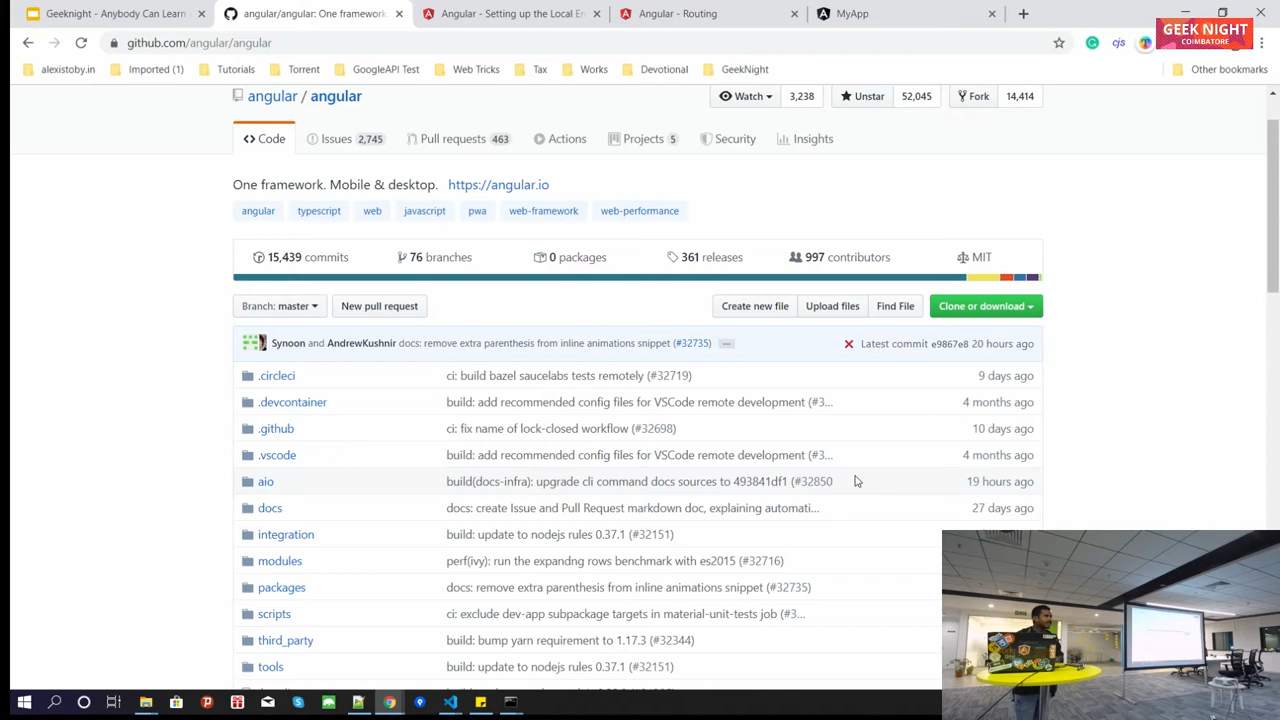 Geeknight - Anybody Can Learn
angular/angular: One framework.
Angular - Setting up the Local En
Angular - Routing
MyApp
GEEK NIGHT
COIMBATORE
github.com/angular/angular
cjs
alexistoby.in
Imported (1)
Tutorials
Torrent
GoogleAPI Test
Web Tricks
Tax
Works
Devotional
GeekNight
Other bookmarks
angular / angular
Watch 3,238
Unstar 52,045
Fork 14,414
Code
Issues 2,745
Pull requests 463
Actions
Projects 5
Security
Insights
One framework. Mobile & desktop. https://angular.io
angular typescript web javascript pwa web-framework web-performance
15,439 commits
76 branches
0 packages
361 releases
997 contributors
MIT
Branch: master
New pull request
Create new file
Upload files
Find File
Clone or download
Synoon and AndrewKushnir docs: remove extra parenthesis from inline animations snippet (#32735) ...
Latest commit e9867e8 20 hours ago
.circleci ci: build bazel saucelabs tests remotely (#32719) 9 days ago
.devcontainer build: add recommended config files for VSCode remote development (#3... 4 months ago
.github ci: fix name of lock-closed workflow (#32698) 10 days ago
.vscode build: add recommended config files for VSCode remote development (#3... 4 months ago
aio build(docs-infra): upgrade cli command docs sources to 493841df1 (#32850 19 hours ago
docs docs: create Issue and Pull Request markdown doc, explaining automati... 27 days ago
integration build: update to nodejs rules 0.37.1 (#32151)
modules perf(ivy): run the expandng rows benchmark with es2015 (#32716)
packages docs: remove extra parenthesis from inline animations snippet (#32735)
scripts ci: exclude dev-app subpackage targets in material-unit-tests job (#3...
third_party build: bump yarn requirement to 1.17.3 (#32344)
tools build: update to nodejs rules 0.37.1 (#32151)